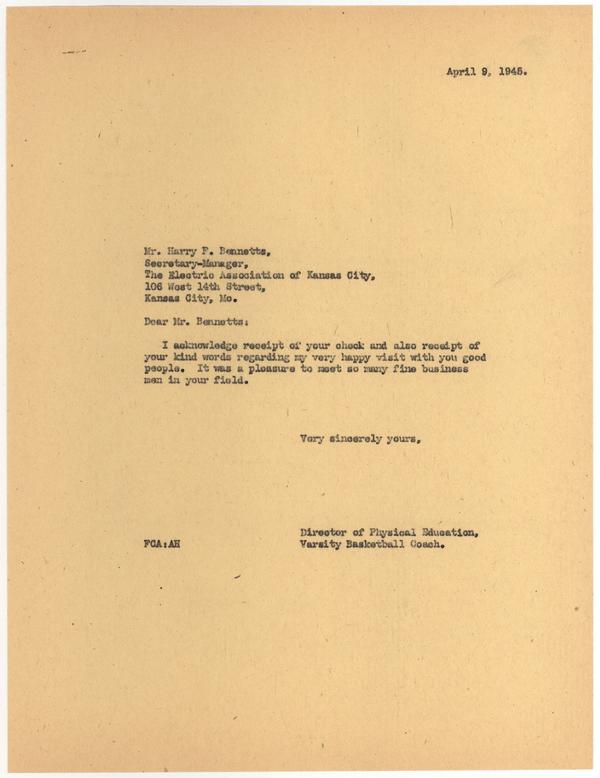 April 9, 1945.
Mr. Harry F. Bennetts,
Secretary-Manager,
The Electric Association of Kansas City,
106 West 14th Street,
Kansas City, Mo.
Dear Mr. Bennetts:
I acknowledge receipt of your check and also receipt of
your kind words regarding my very happy visit with you good
people. It was a pleasure to meet so many fine business
men in your field.
Very sincerely yours,
Director of Physical Education,
FCA:AH Varsity Basketball Coach.